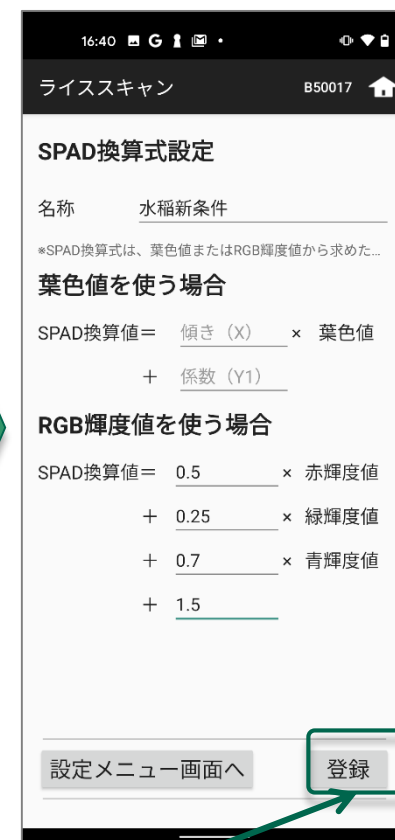 16:40 G
ライススキャン B50017
SPAD換算式設定
名称 水稲新条件
※SPAD換算式は、葉色値またはRGB輝度値から求めた...
葉色値を使う場合
SPAD換算値＝ 傾き（X） × 葉色値
＋ 係数（Y1）
RGB輝度値を使う場合
SPAD換算値＝ 0.5 × 赤輝度値
＋ 0.25 × 緑輝度値
＋ 0.7 × 青輝度値
＋ 1.5
設定メニュー画面へ 登録